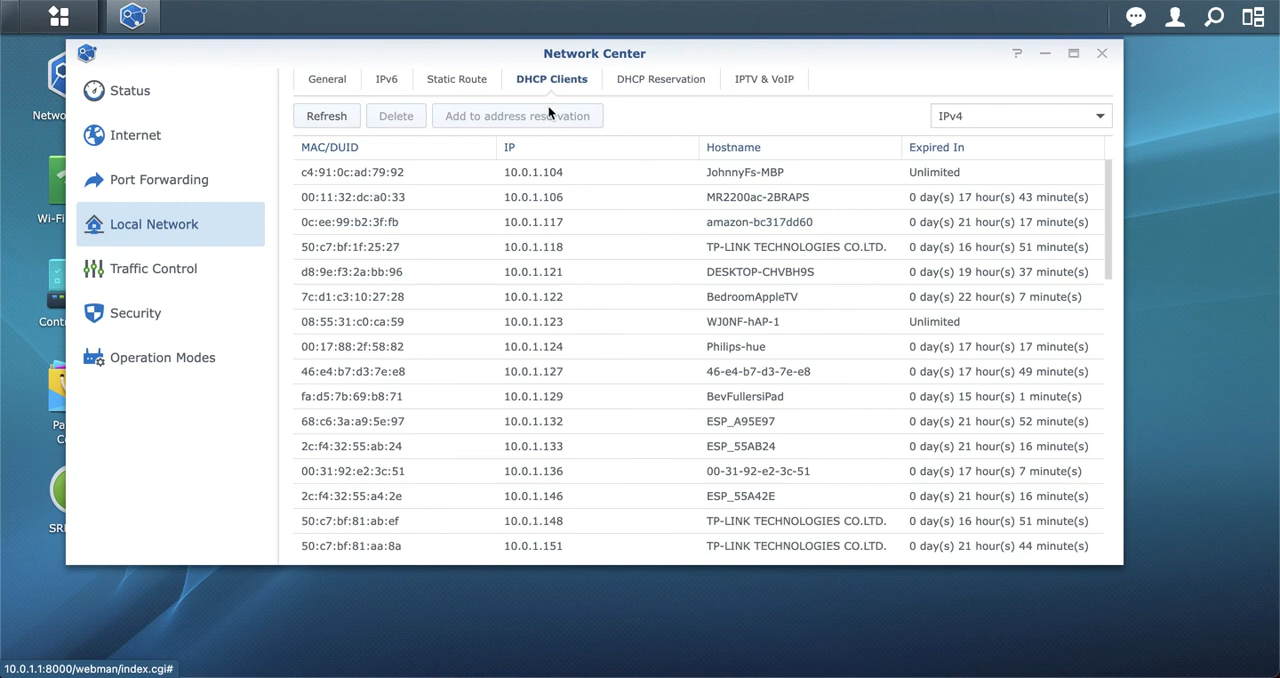 Network Center
Status
Internet
Port Forwarding
Local Network
Traffic Control
Security
Operation Modes
General IPv6 Static Route DHCP Clients DHCP Reservation IPTV & VoIP
Refresh Delete Add to address reservation IPv4
MAC/DUID IP Hostname Expired In
c4:91:0c:ad:79:92 10.0.1.104 JohnnyFs-MBP Unlimited
00:11:32:dc:a0:33 10.0.1.106 MR2200ac-2BRAPS 0 day(s) 17 hour(s) 43 minute(s)
0c:ee:99:b2:3f:fb 10.0.1.117 amazon-bc317dd60 0 day(s) 21 hour(s) 17 minute(s)
50:c7:bf:1f:25:27 10.0.1.118 TP-LINK TECHNOLOGIES CO.LTD. 0 day(s) 16 hour(s) 51 minute(s)
d8:9e:f3:2a:bb:96 10.0.1.121 DESKTOP-CHVBH9S 0 day(s) 19 hour(s) 37 minute(s)
7c:d1:c3:10:27:28 10.0.1.122 BedroomAppleTV 0 day(s) 22 hour(s) 7 minute(s)
08:55:31:c0:ca:59 10.0.1.123 WJ0NF-hAP-1 Unlimited
00:17:88:2f:58:82 10.0.1.124 Philips-hue 0 day(s) 17 hour(s) 17 minute(s)
46:e4:b7:d3:7e:e8 10.0.1.127 46-e4-b7-d3-7e-e8 0 day(s) 17 hour(s) 49 minute(s)
fa:d5:7b:69:b8:71 10.0.1.129 BevFullersiPad 0 day(s) 15 hour(s) 1 minute(s)
68:c6:3a:a9:5e:97 10.0.1.132 ESP_A95E97 0 day(s) 21 hour(s) 52 minute(s)
2c:f4:32:55:ab:24 10.0.1.133 ESP_55AB24 0 day(s) 21 hour(s) 16 minute(s)
00:31:92:e2:3c:51 10.0.1.136 00-31-92-e2-3c-51 0 day(s) 17 hour(s) 7 minute(s)
2c:f4:32:55:a4:2e 10.0.1.146 ESP_55A42E 0 day(s) 21 hour(s) 16 minute(s)
50:c7:bf:81:ab:ef 10.0.1.148 TP-LINK TECHNOLOGIES CO.LTD. 0 day(s) 16 hour(s) 51 minute(s)
50:c7:bf:81:aa:8a 10.0.1.151 TP-LINK TECHNOLOGIES CO.LTD. 0 day(s) 21 hour(s) 44 minute(s)
Netwo
Wi-Fi
Contr
Pa
C
SR
10.0.1.1:8000/webman/index.cgi#